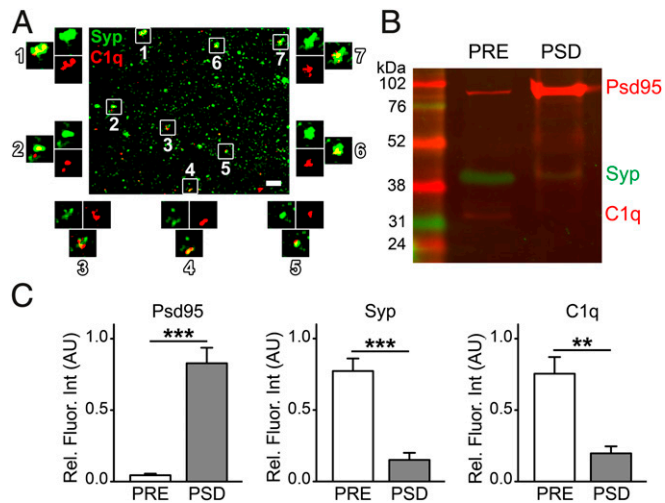 A
Syp
C1q
1
2
3
4
5
6
7
1
2
3
4
5
6
7
B
PRE PSD
kDa
102
76
52
38
31
24
Psd95
Syp
C1q
C
Psd95
Rel. Fluor. Int (AU)
1.0
0.5
0.0
***
PRE PSD
Syp
Rel. Fluor. Int (AU)
1.0
0.5
0.0
***
PRE PSD
C1q
Rel. Fluor. Int (AU)
1.0
0.5
0.0
**
PRE PSD